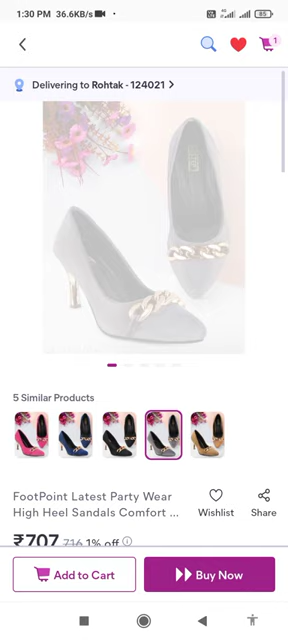 1:30 PM 36.6KB/s
4G
85
1
Delivering to Rohtak - 124021
5 Similar Products
FootPoint Latest Party Wear
High Heel Sandals Comfort ...
Wishlist
Share
₹707 716 1% off
Add to Cart
Buy Now